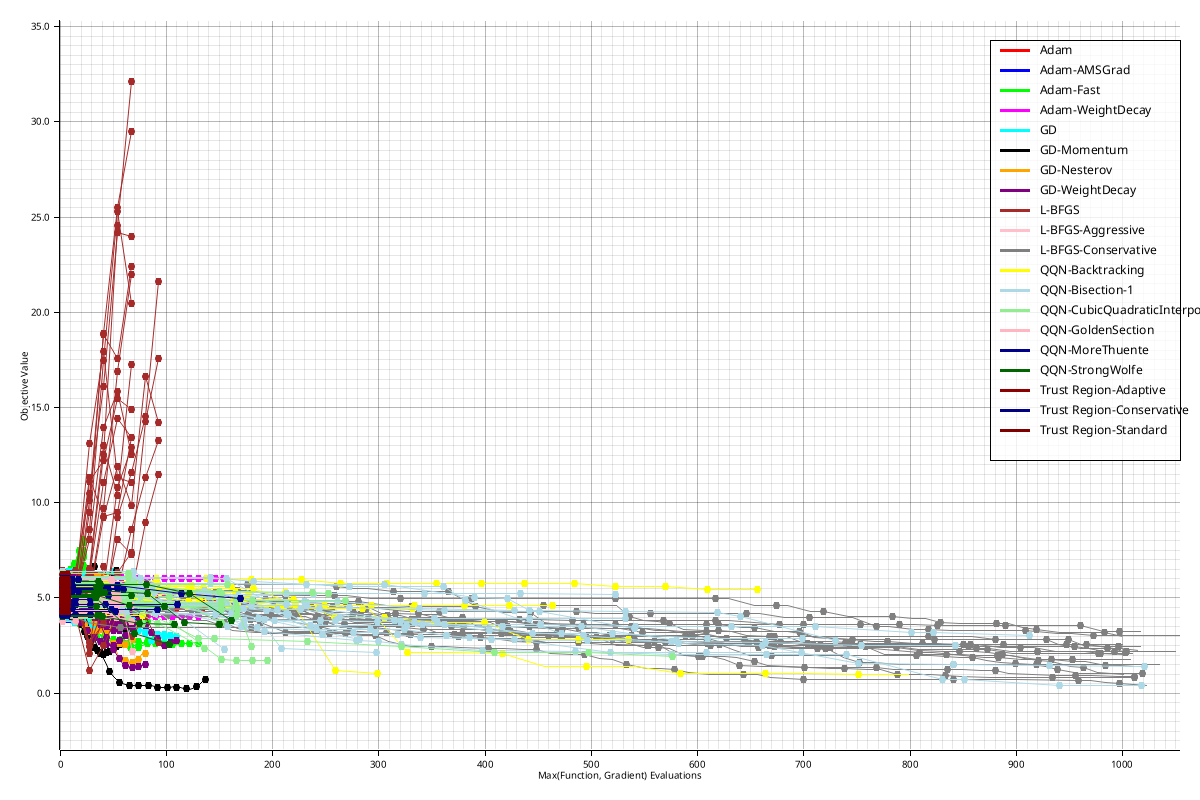 35.0
30.0
25.0
20.0
15.0
10.0
5.0
0.0
Objective Value
0 100 200 300 400 500 600 700 800 900 1000
Max(Function, Gradient) Evaluations
Adam
Adam-AMSGrad
Adam-Fast
Adam-WeightDecay
GD
GD-Momentum
GD-Nesterov
GD-WeightDecay
L-BFGS
L-BFGS-Aggressive
L-BFGS-Conservative
QQN-Backtracking
QQN-Bisection-1
QQN-CubicQuadraticInterpo
QQN-GoldenSection
QQN-MoreThuente
QQN-StrongWolfe
Trust Region-Adaptive
Trust Region-Conservative
Trust Region-Standard